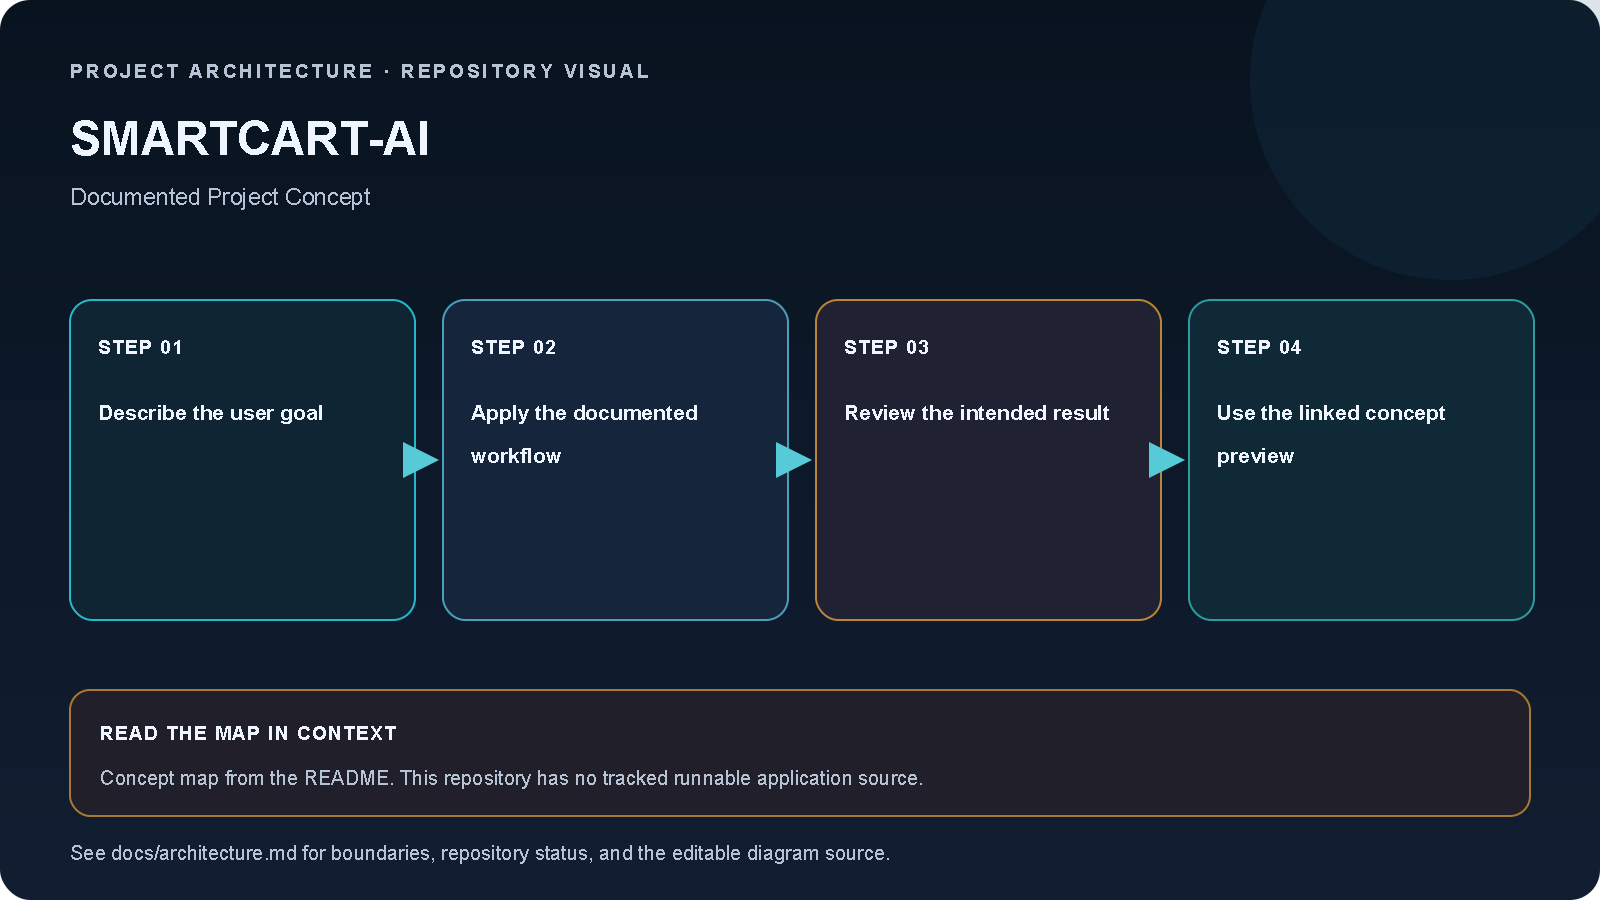 PROJECT ARCHITECTURE · REPOSITORY VISUAL
SMARTCART-AI
Documented Project Concept
STEP 01
Describe the user goal
STEP 02
Apply the documented
workflow
STEP 03
Review the intended result
STEP 04
Use the linked concept
preview
READ THE MAP IN CONTEXT
Concept map from the README. This repository has no tracked runnable application source.
See docs/architecture.md for boundaries, repository status, and the editable diagram source.